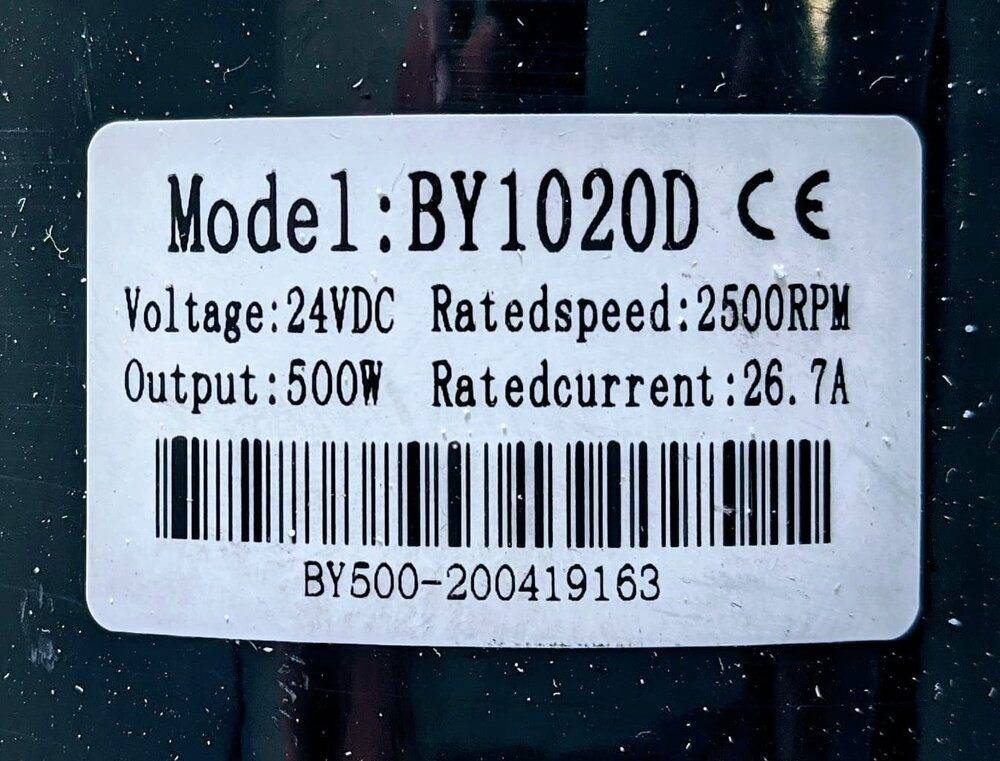 Model:BY1020D CE
Voltage:24VDC Ratedspeed:2500RPM
Output:500W Ratedcurrent:26.7A
BY500-200419163